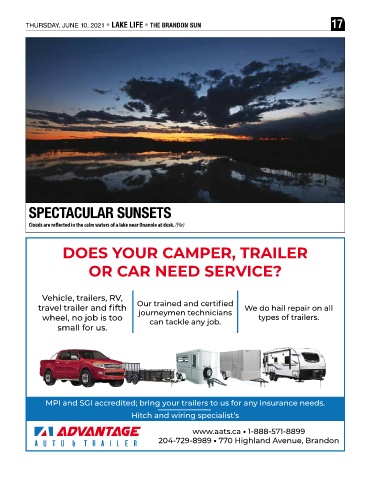 THURSDAY, JUNE 10, 2021 • LAKE LIFE • THE BRANDON SUN 17
SPECTACULAR SUNSETS
Clouds are reflected in the calm waters of a lake near Onanole at dusk. (File)
DOES YOUR CAMPER, TRAILER
OR CAR NEED SERVICE?
Vehicle, trailers, RV,
travel trailer and fifth
wheel, no job is too
small for us.
Our trained and certified
journeymen technicians
can tackle any job.
We do hail repair on all
types of trailers.
MPI and SGI accredited; bring your trailers to us for any insurance needs.
Hitch and wiring specialist's
ADVANTAGE
AUTO & TRAILER
www.aats.ca • 1-888-571-8899
204-729-8989 • 770 Highland Avenue, Brandon